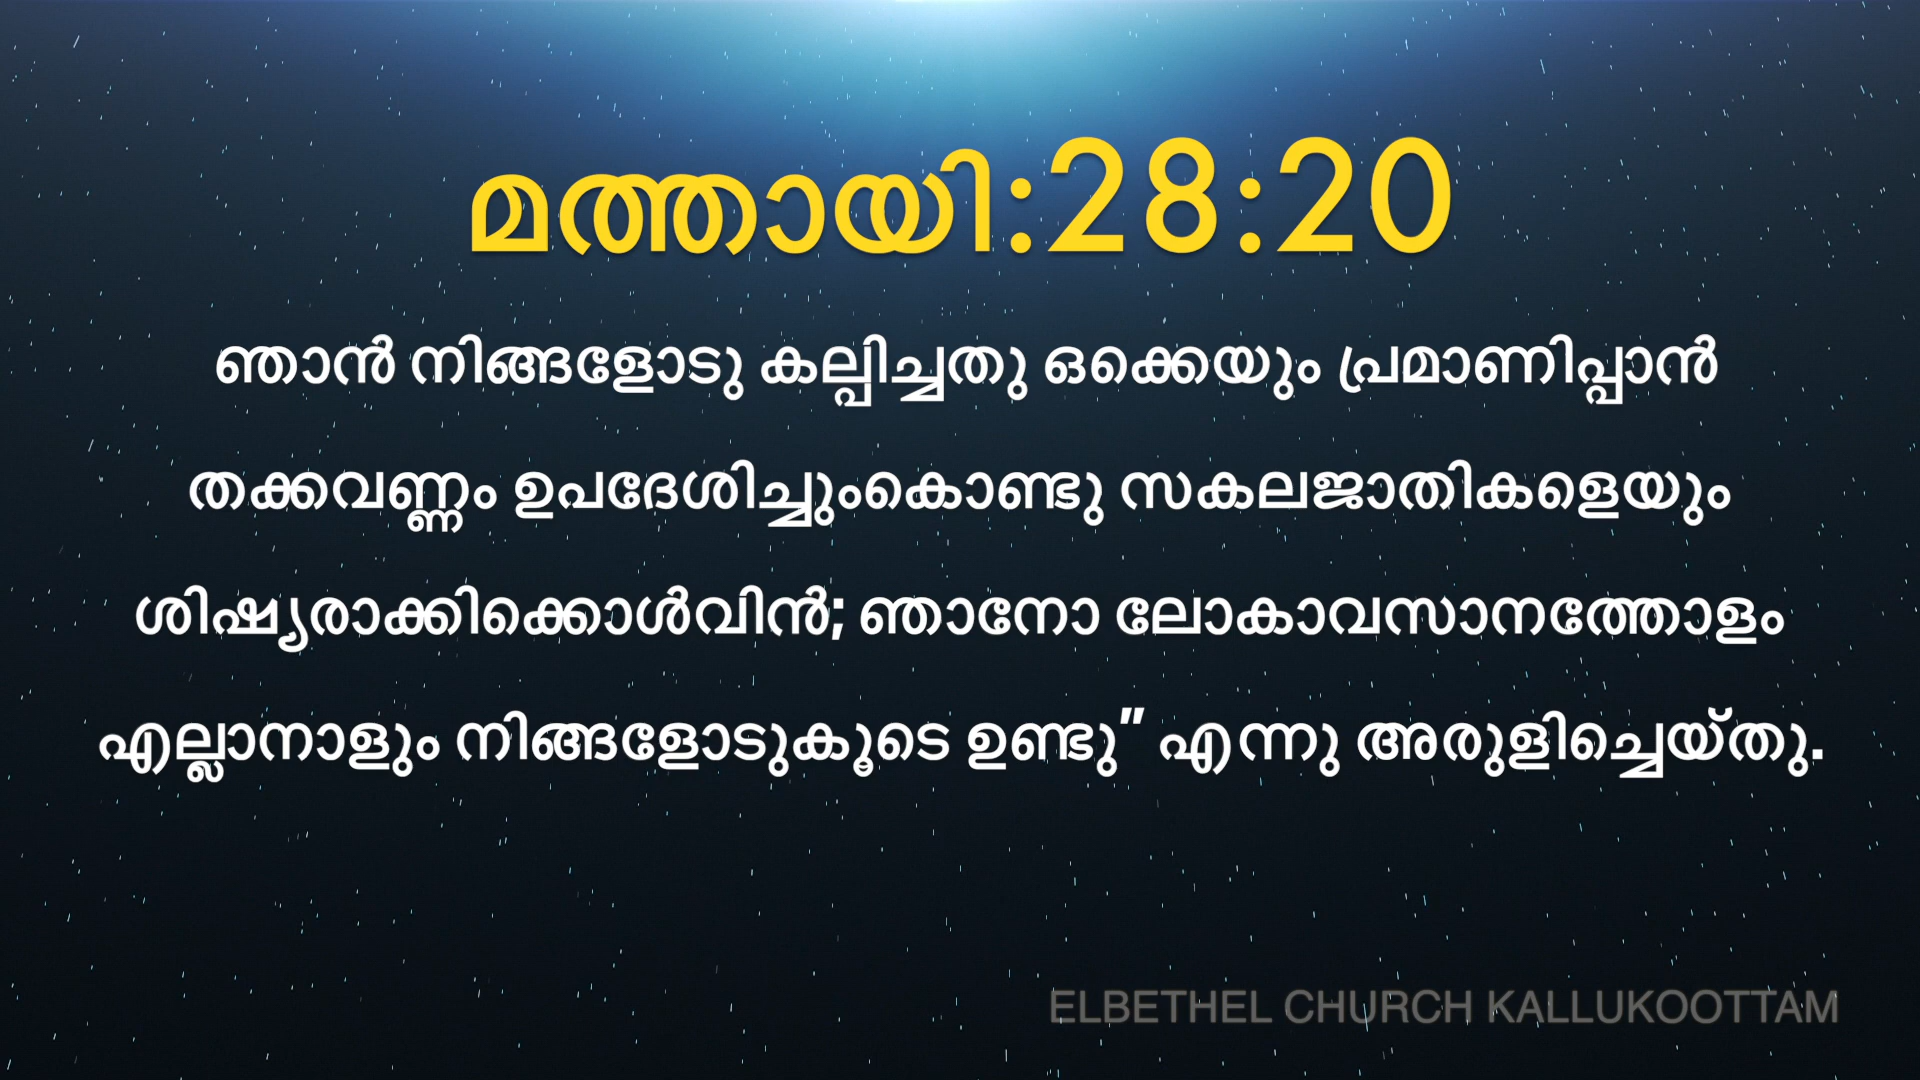 മത്തായി:28:20
ഞാൻ നിങ്ങളോടു കല്പിച്ചതു ഒക്കെയും പ്രമാണിപ്പാൻ
തക്കവണ്ണം ഉപദേശിച്ചുംകൊണ്ടു സകലജാതികളെയും
ശിഷ്യരാക്കിക്കൊൾവിൻ; ഞാനോ ലോകാവസാനത്തോളം
എല്ലാനാളും നിങ്ങളോടുകൂടെ ഉണ്ടു” എന്നു അരുളിച്ചെയ്തു.
ELBETHEL CHURCH KALLUKOOTTAM